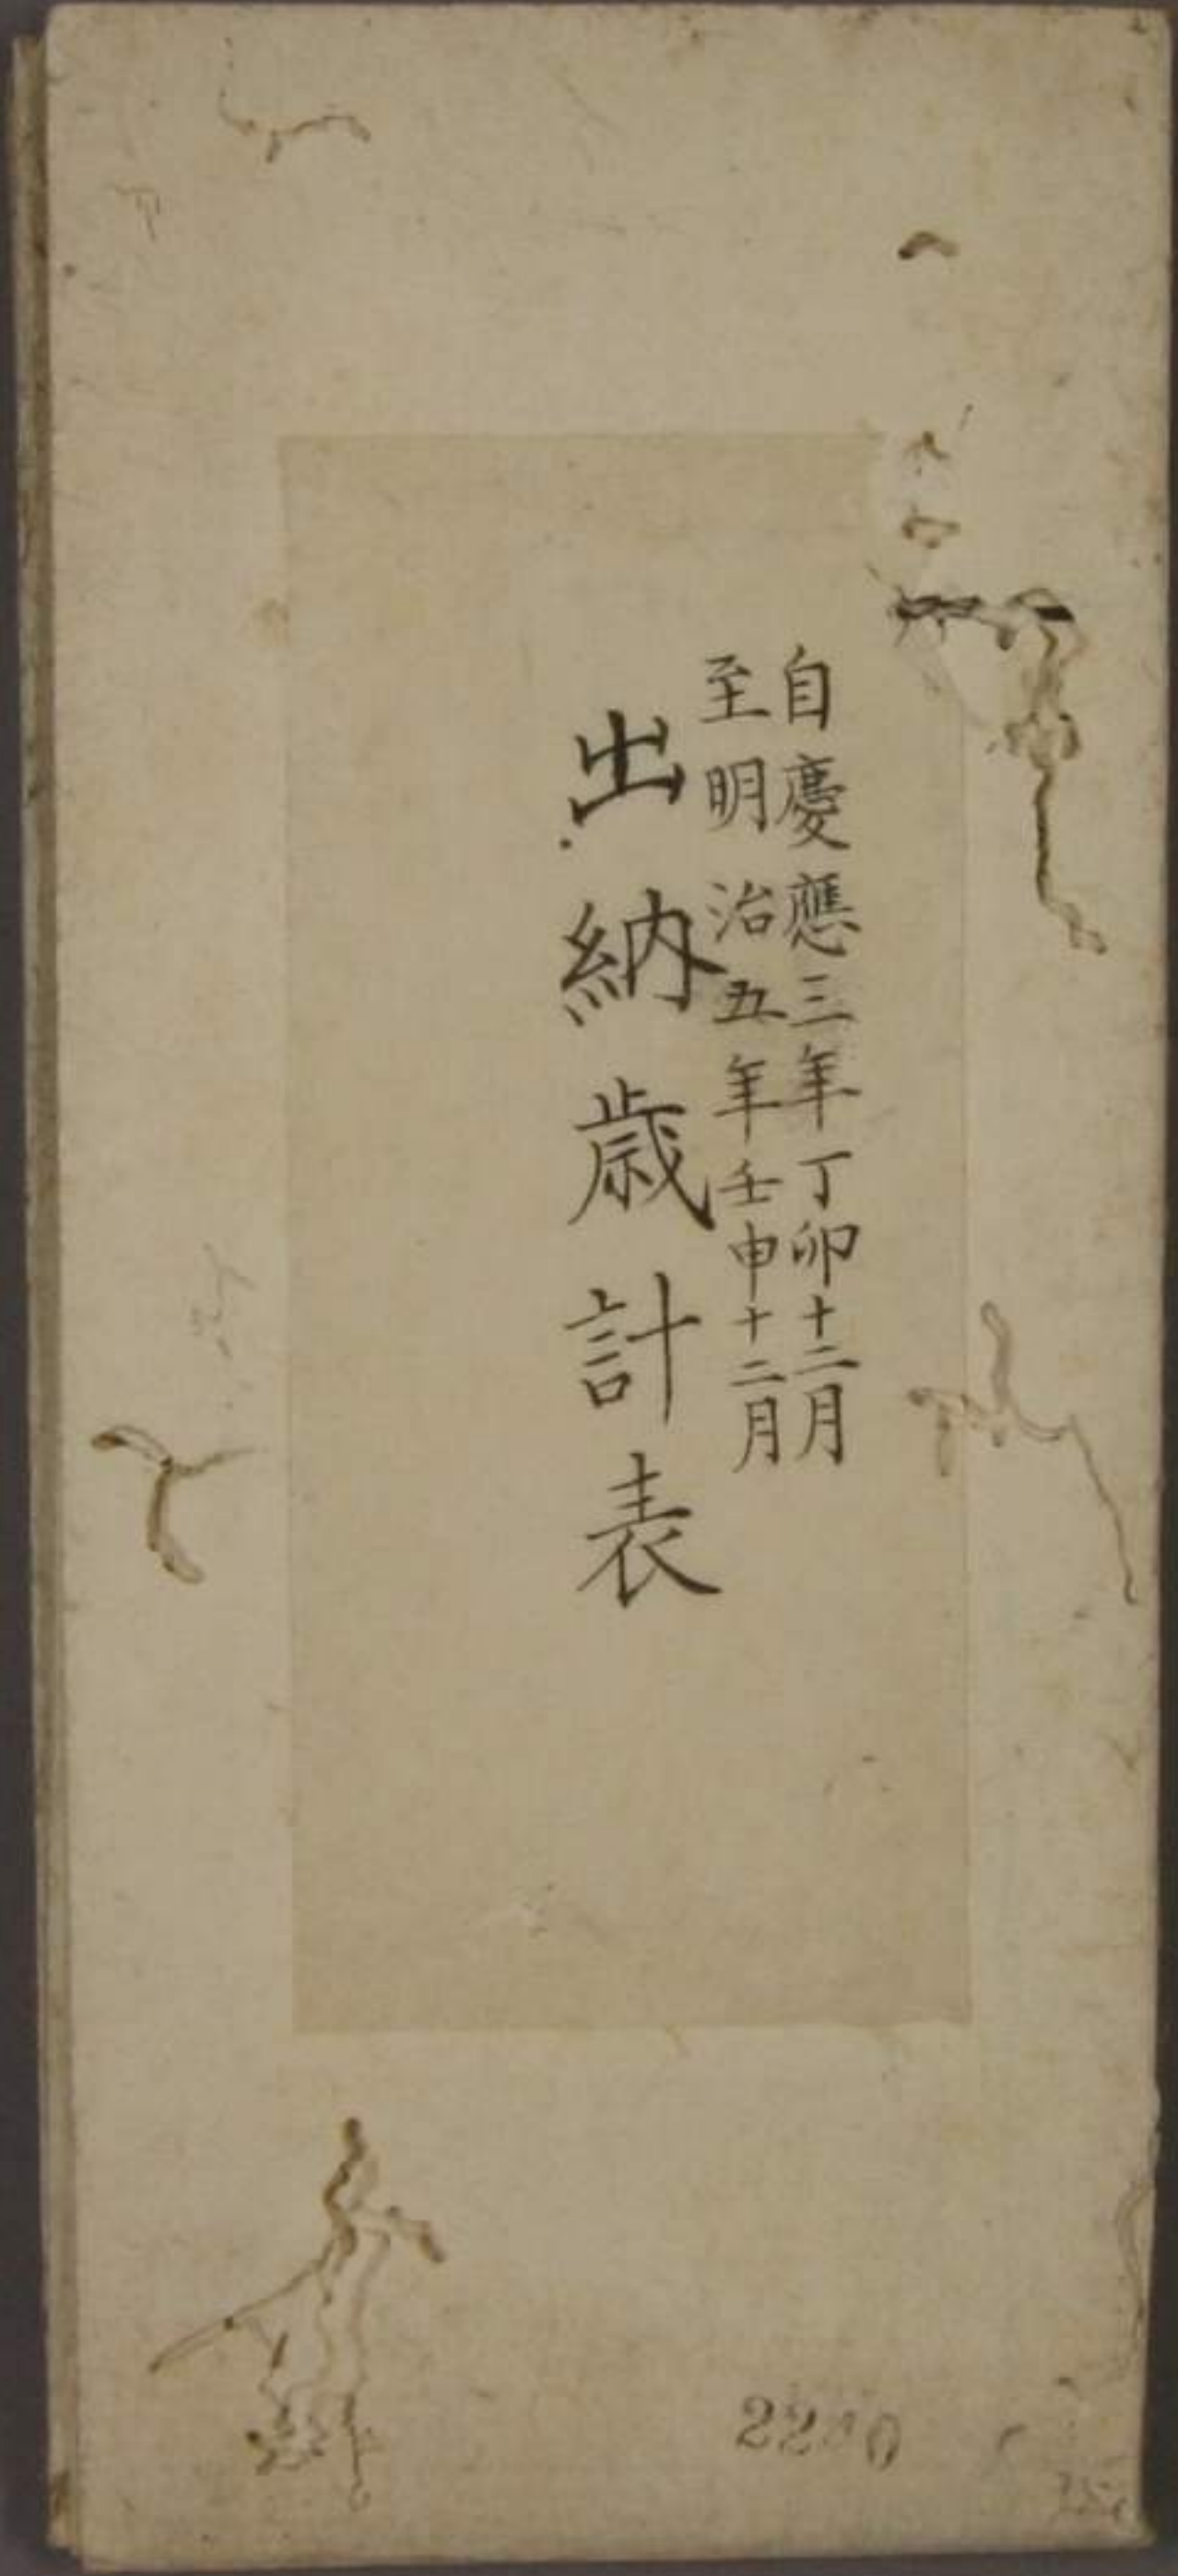 自慶應三年丁卯十二月
至明治五年壬申十二月
出納歳計表